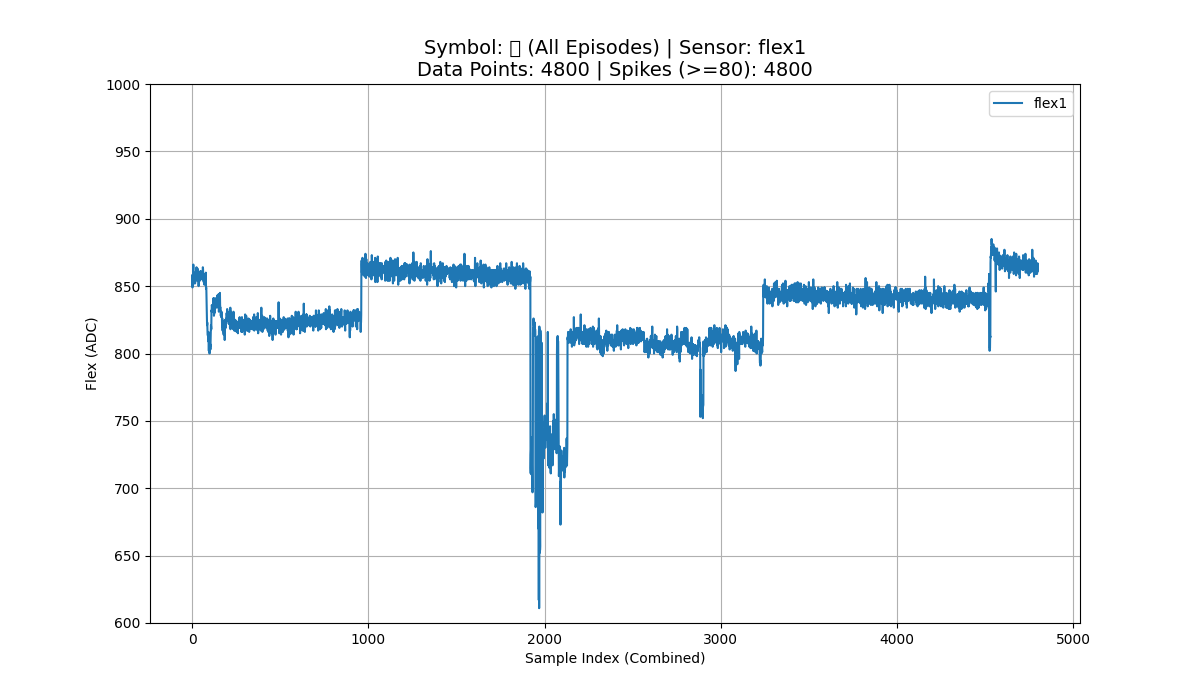 Symbol: (All Episodes) | Sensor: flex1
Data Points: 4800 | Spikes (>=80): 4800
flex1
Flex (ADC)
1000
950
900
850
800
750
700
650
600
0 1000 2000 3000 4000 5000
Sample Index (Combined)